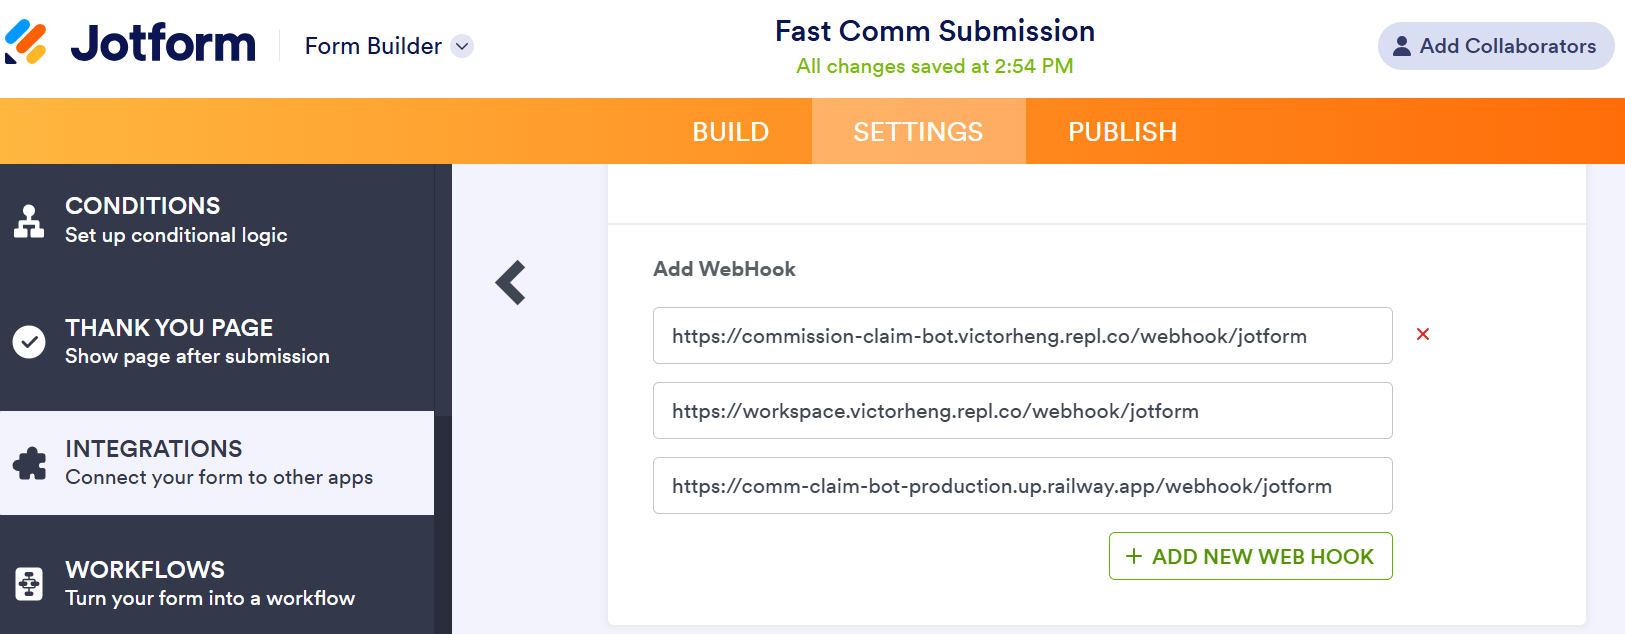 Jotform
Form Builder
Fast Comm Submission
All changes saved at 2:54 PM
Add Collaborators
BUILD
SETTINGS
PUBLISH
CONDITIONS
Set up conditional logic
THANK YOU PAGE
Show page after submission
INTEGRATIONS
Connect your form to other apps
WORKFLOWS
Turn your form into a workflow
Add WebHook
https://commission-claim-bot.victorheng.repl.co/webhook/jotform
https://workspace.victorheng.repl.co/webhook/jotform
https://comm-claim-bot-production.up.railway.app/webhook/jotform
+ ADD NEW WEB HOOK